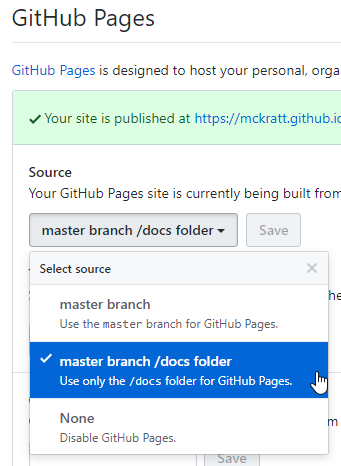 GitHub Pages
GitHub Pages is designed to host your personal, orga
Your site is published at https://mckratt.github.io
Source
Your GitHub Pages site is currently being built from
master branch /docs folder
Save
Select source
master branch
Use the master branch for GitHub Pages.
master branch /docs folder
Use only the /docs folder for GitHub Pages.
None
Disable GitHub Pages.
Save